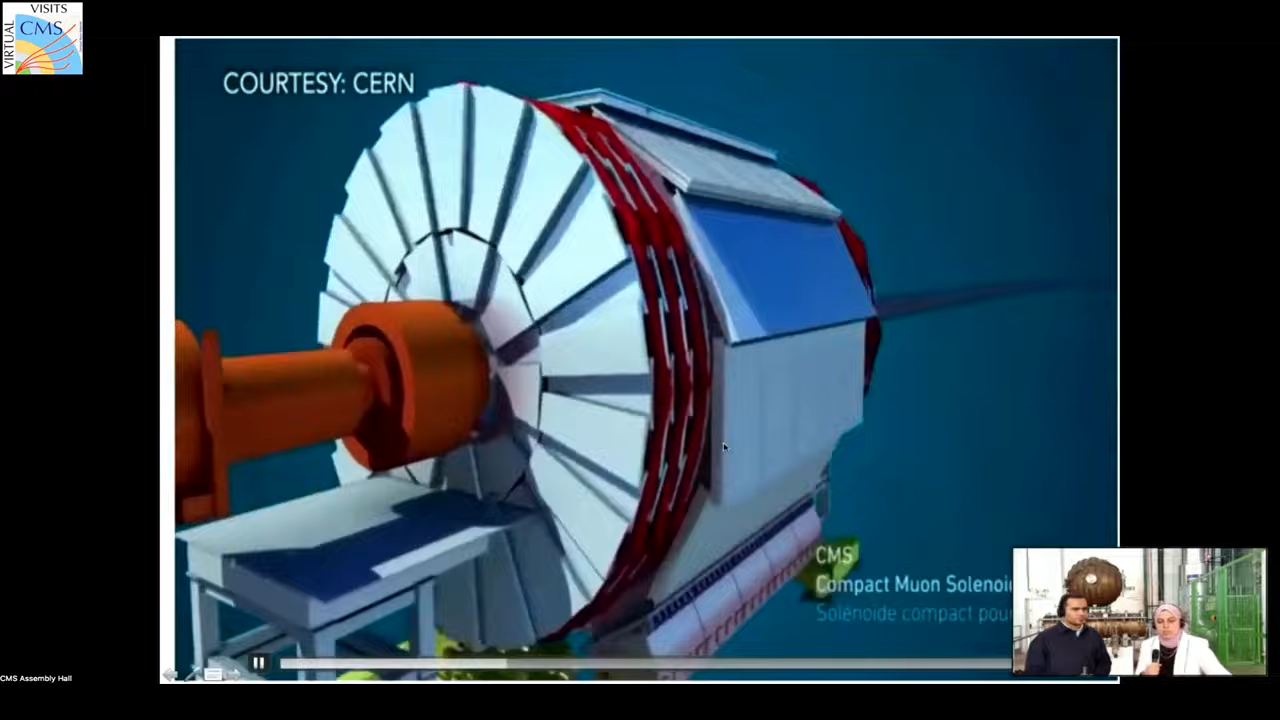 VISITS
VIRTUAL
CMS
COURTESY: CERN
CMS
Compact Muon Solenoi
Solénoïde compact pou
CMS Assembly Hall